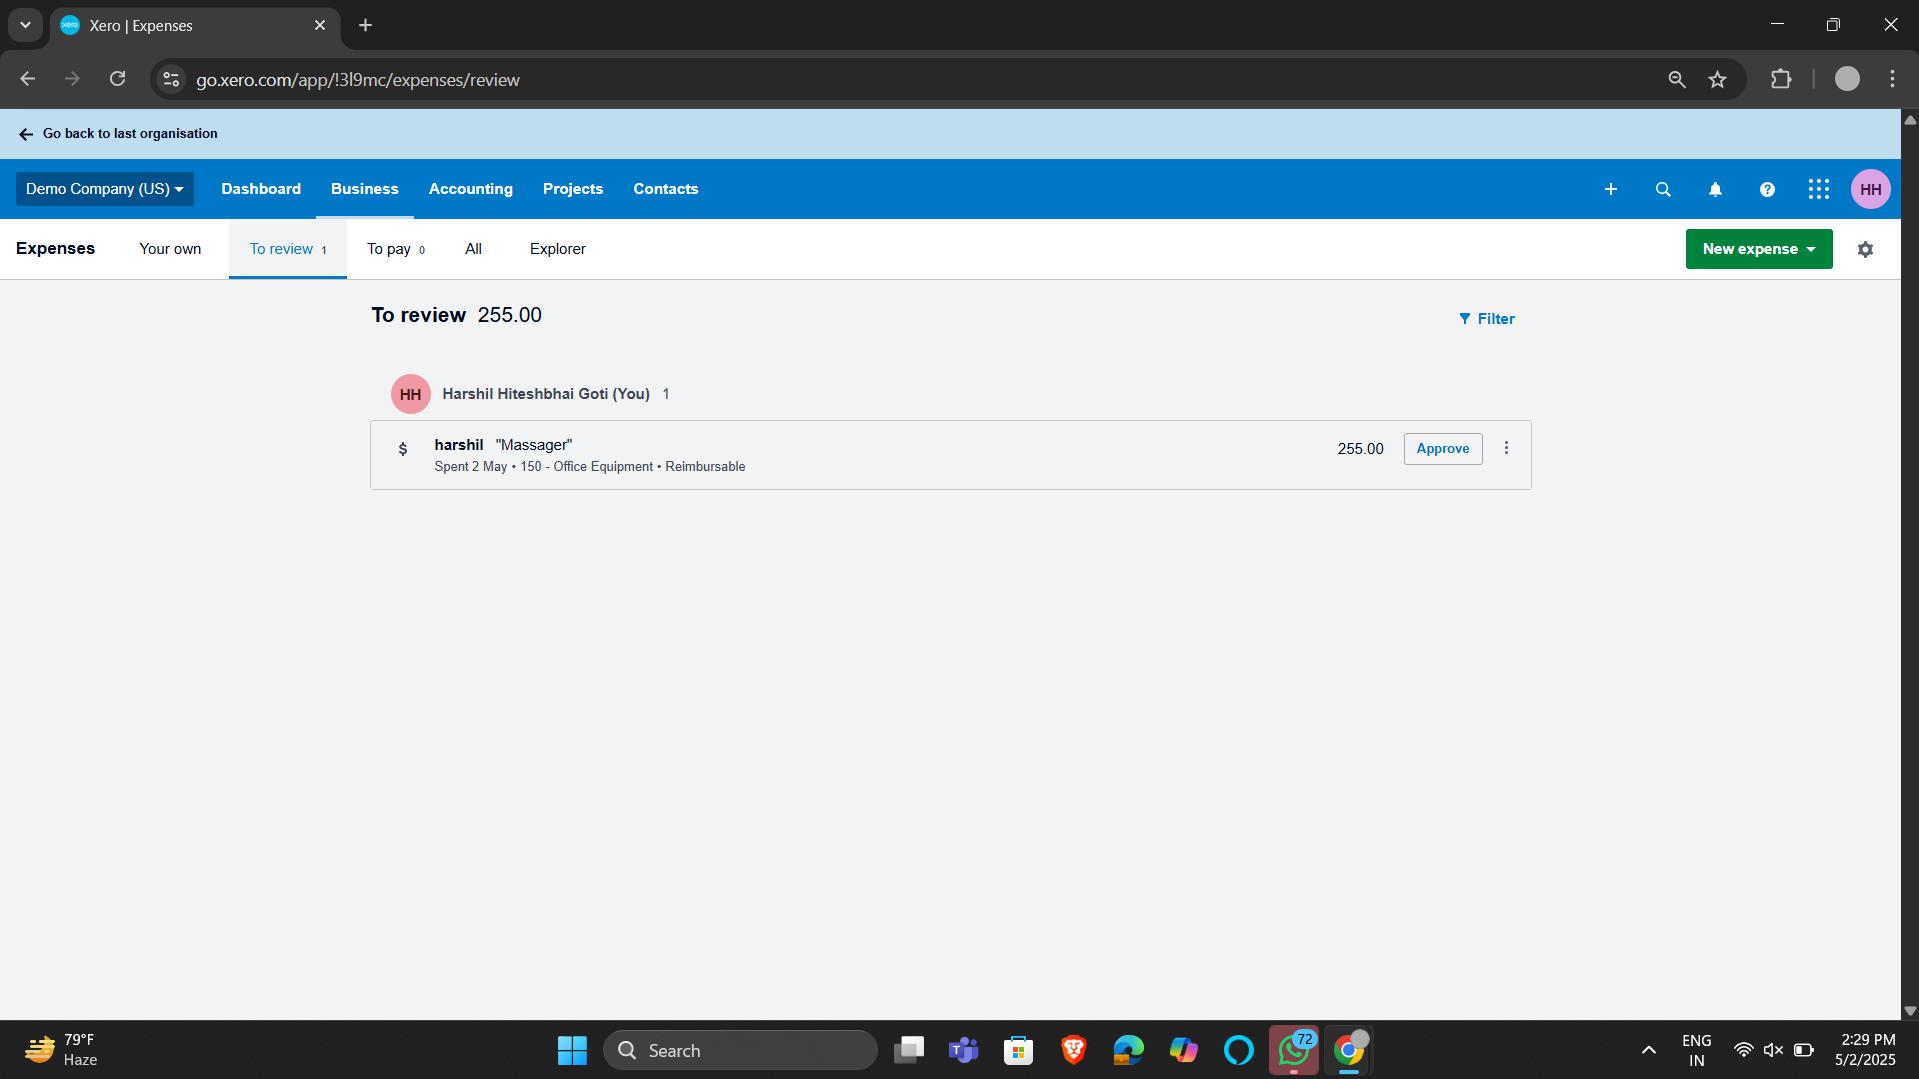 Xero | Expenses
go.xero.com/app/!3l9mc/expenses/review
Go back to last organisation
Demo Company (US) Dashboard Business Accounting Projects Contacts HH
Expenses Your own To review 1 To pay 0 All Explorer New expense
To review 255.00 Filter
HH Harshil Hiteshbhai Goti (You) 1
$ harshil "Massager" 255.00 Approve
Spent 2 May • 150 - Office Equipment • Reimbursable
79°F
Haze
Search
72
ENG
IN
2:29 PM
5/2/2025